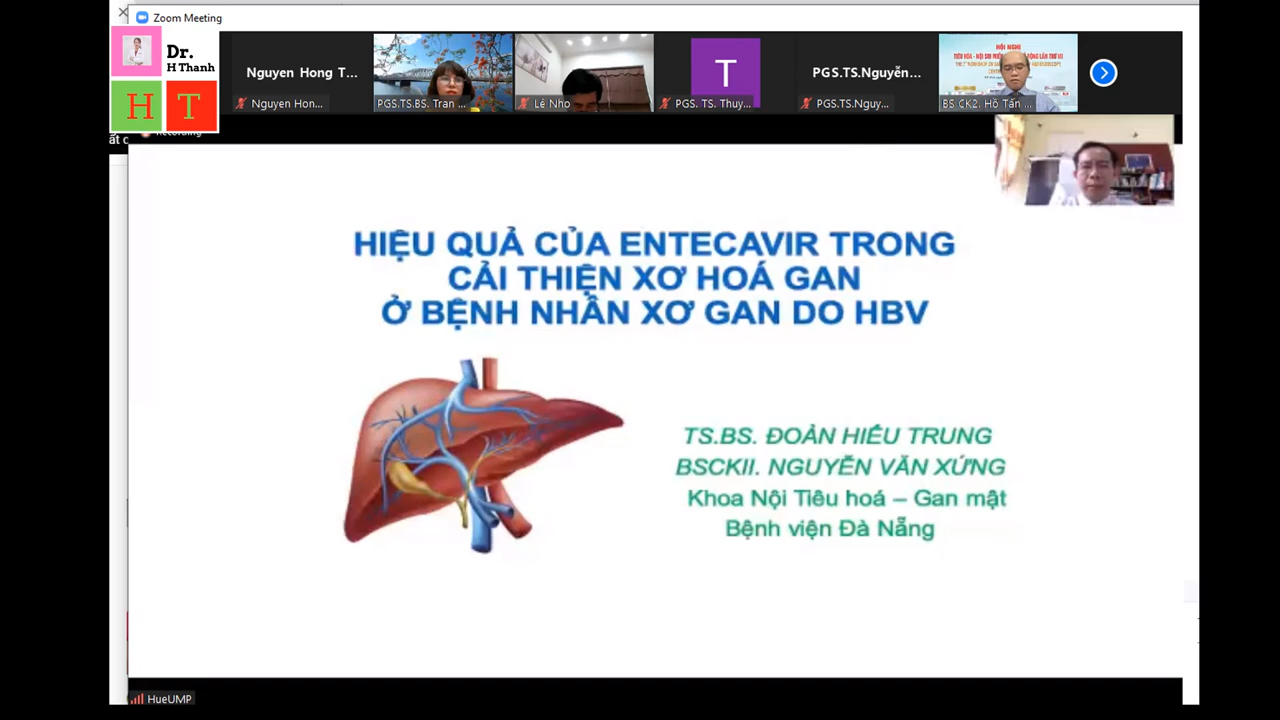 Zoom Meeting
Dr.
H Thanh
H T
Nguyen Hong T...
PGS.TS.Nguyễn...
T
HỘI NGHỊ
Nguyen Hon...
PGS.TS.BS. Tran ...
Lê Nho
PGS. TS. Thuy...
PGS.TS.Nguy...
BS CK2. Hồ Tấn ...
Recording
HIỆU QUẢ CỦA ENTECAVIR TRONG
CẢI THIỆN XƠ HOÁ GAN
Ở BỆNH NHÂN XƠ GAN DO HBV
TS.BS. ĐOÀN HIẾU TRUNG
BSCKII. NGUYỄN VĂN XỨNG
Khoa Nội Tiêu hoá – Gan mật
Bệnh viện Đà Nẵng
HueUMP